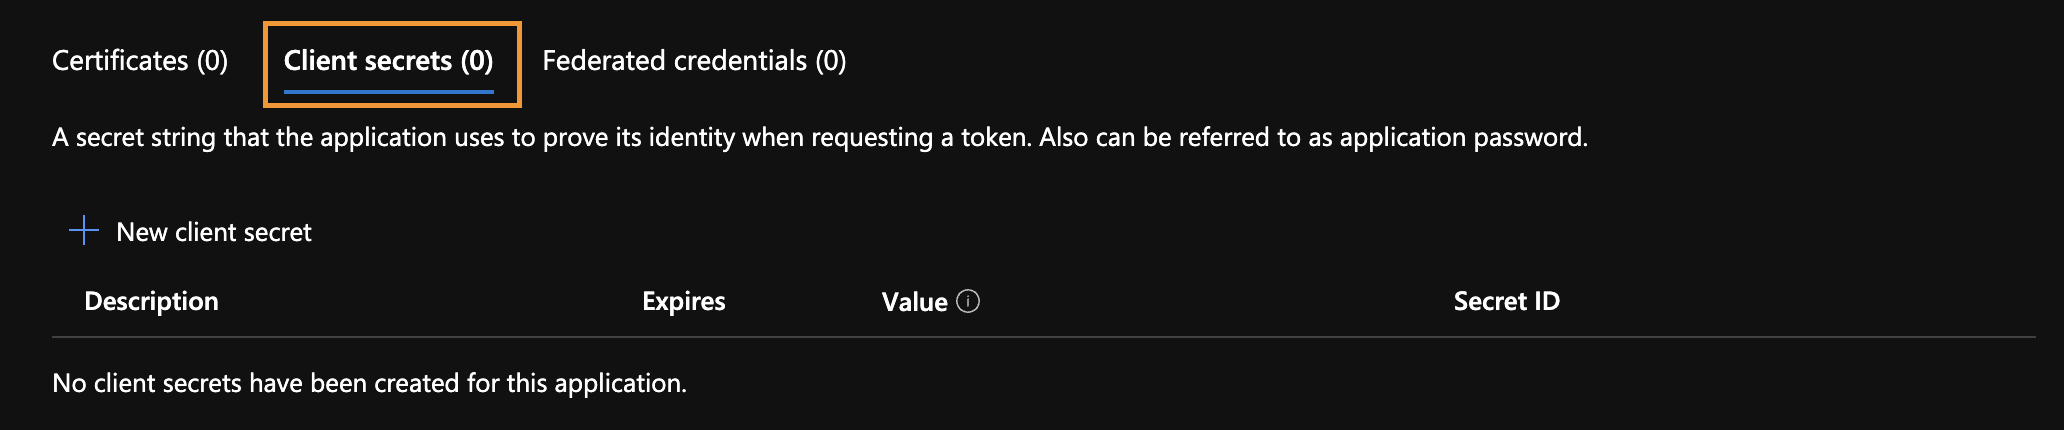 Certificates (0) Client secrets (0) Federated credentials (0)
A secret string that the application uses to prove its identity when requesting a token. Also can be referred to as application password.
New client secret
Description Expires Value Secret ID
No client secrets have been created for this application.